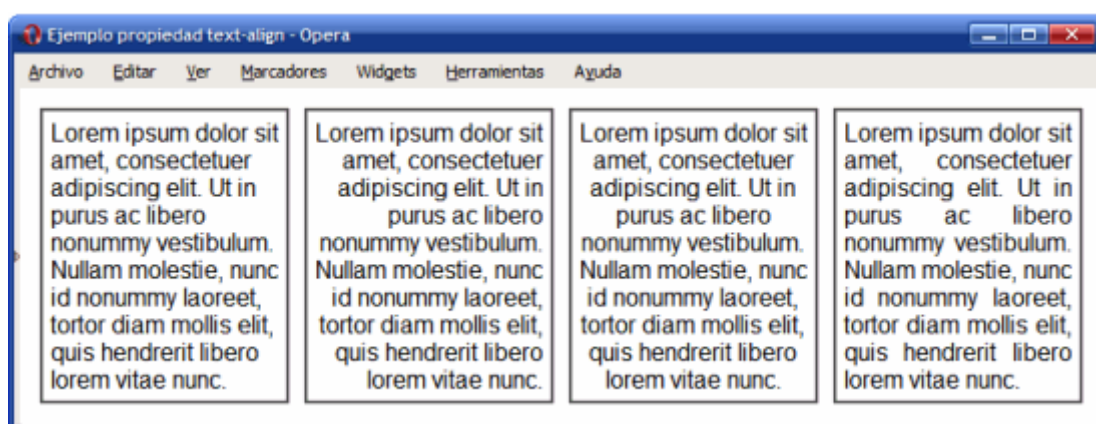 Ejemplo propiedad text-align - Opera
Archivo Editar Ver Marcadores Widgets Herramientas Ayuda
Lorem ipsum dolor sit
amet, consectetuer
adipiscing elit. Ut in
purus ac libero
nonummy vestibulum.
Nullam molestie, nunc
id nonummy laoreet,
tortor diam mollis elit,
quis hendrerit libero
lorem vitae nunc.
Lorem ipsum dolor sit
amet, consectetuer
adipiscing elit. Ut in
purus ac libero
nonummy vestibulum.
Nullam molestie, nunc
id nonummy laoreet,
tortor diam mollis elit,
quis hendrerit libero
lorem vitae nunc.
Lorem ipsum dolor sit
amet, consectetuer
adipiscing elit. Ut in
purus ac libero
nonummy vestibulum.
Nullam molestie, nunc
id nonummy laoreet,
tortor diam mollis elit,
quis hendrerit libero
lorem vitae nunc.
Lorem ipsum dolor sit
amet, consectetuer
adipiscing elit. Ut in
purus ac libero
nonummy vestibulum.
Nullam molestie, nunc
id nonummy laoreet,
tortor diam mollis elit,
quis hendrerit libero
lorem vitae nunc.